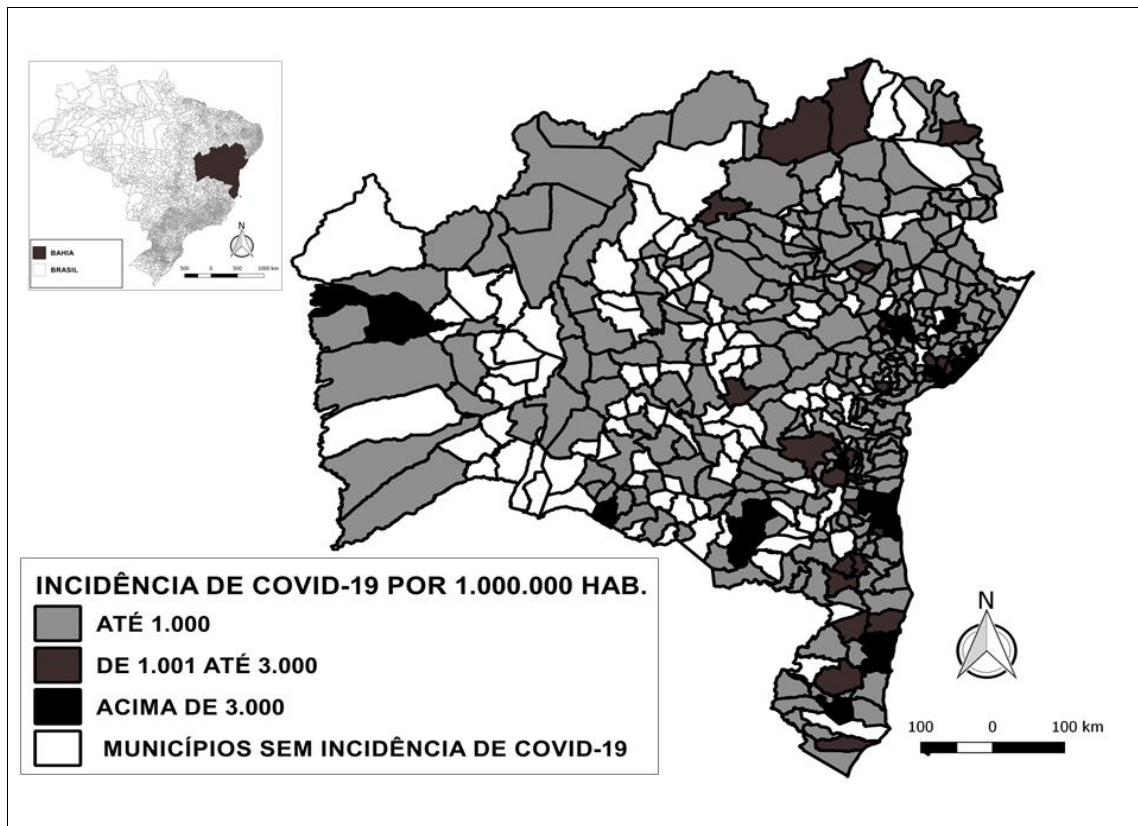 N
BAHIA
BRASIL
500 0 500 1000 km
INCIDÊNCIA DE COVID-19 POR 1.000.000 HAB.
ATÉ 1.000
DE 1.001 ATÉ 3.000
ACIMA DE 3.000
MUNICÍPIOS SEM INCIDÊNCIA DE COVID-19
N
100 0 100 km